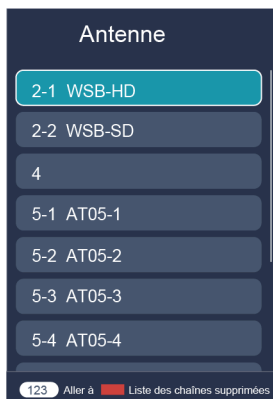 Antenne
2-1 WSB-HD
2-2 WSB-SD
4
5-1 AT05-1
5-2 AT05-2
5-3 AT05-3
5-4 AT05-4
123 Aller à Liste des chaînes supprimées